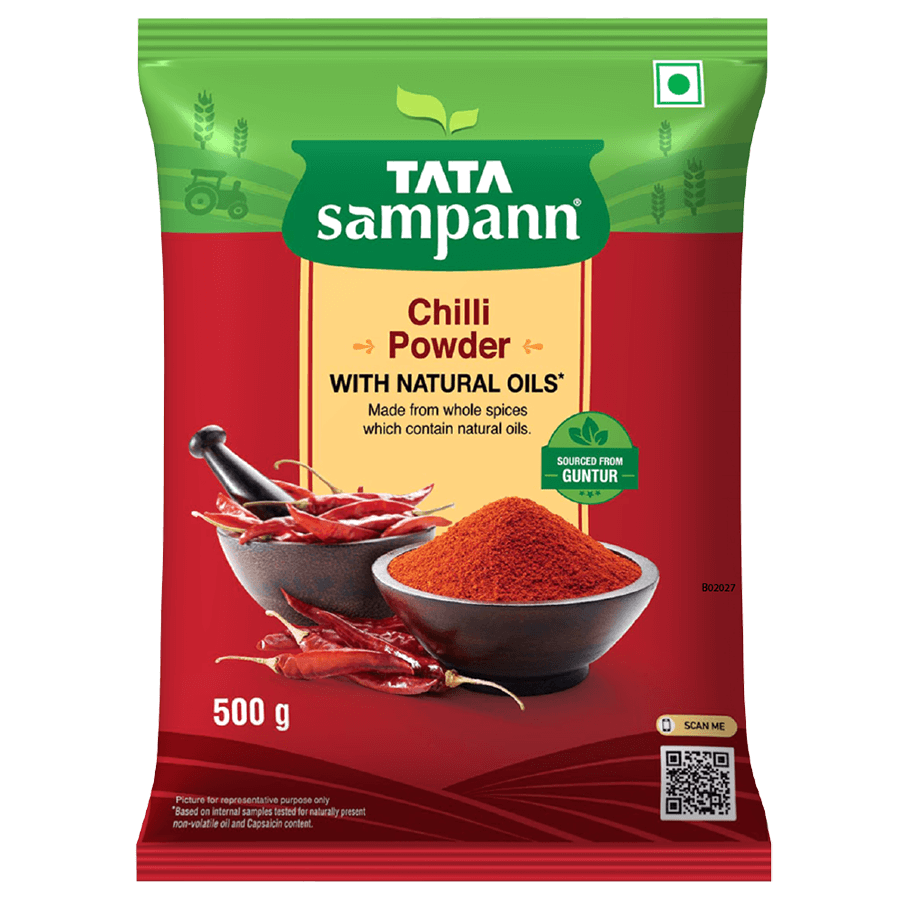 TATA
sampann®
Chilli
Powder
WITH NATURAL OILS*
Made from whole spices
which contain natural oils.
SOURCED FROM
GUNTUR
B02027
500 g
SCAN ME
Picture for representative purpose only
*Based on internal samples tested for naturally present
non-volatile oil and Capsaicin content.